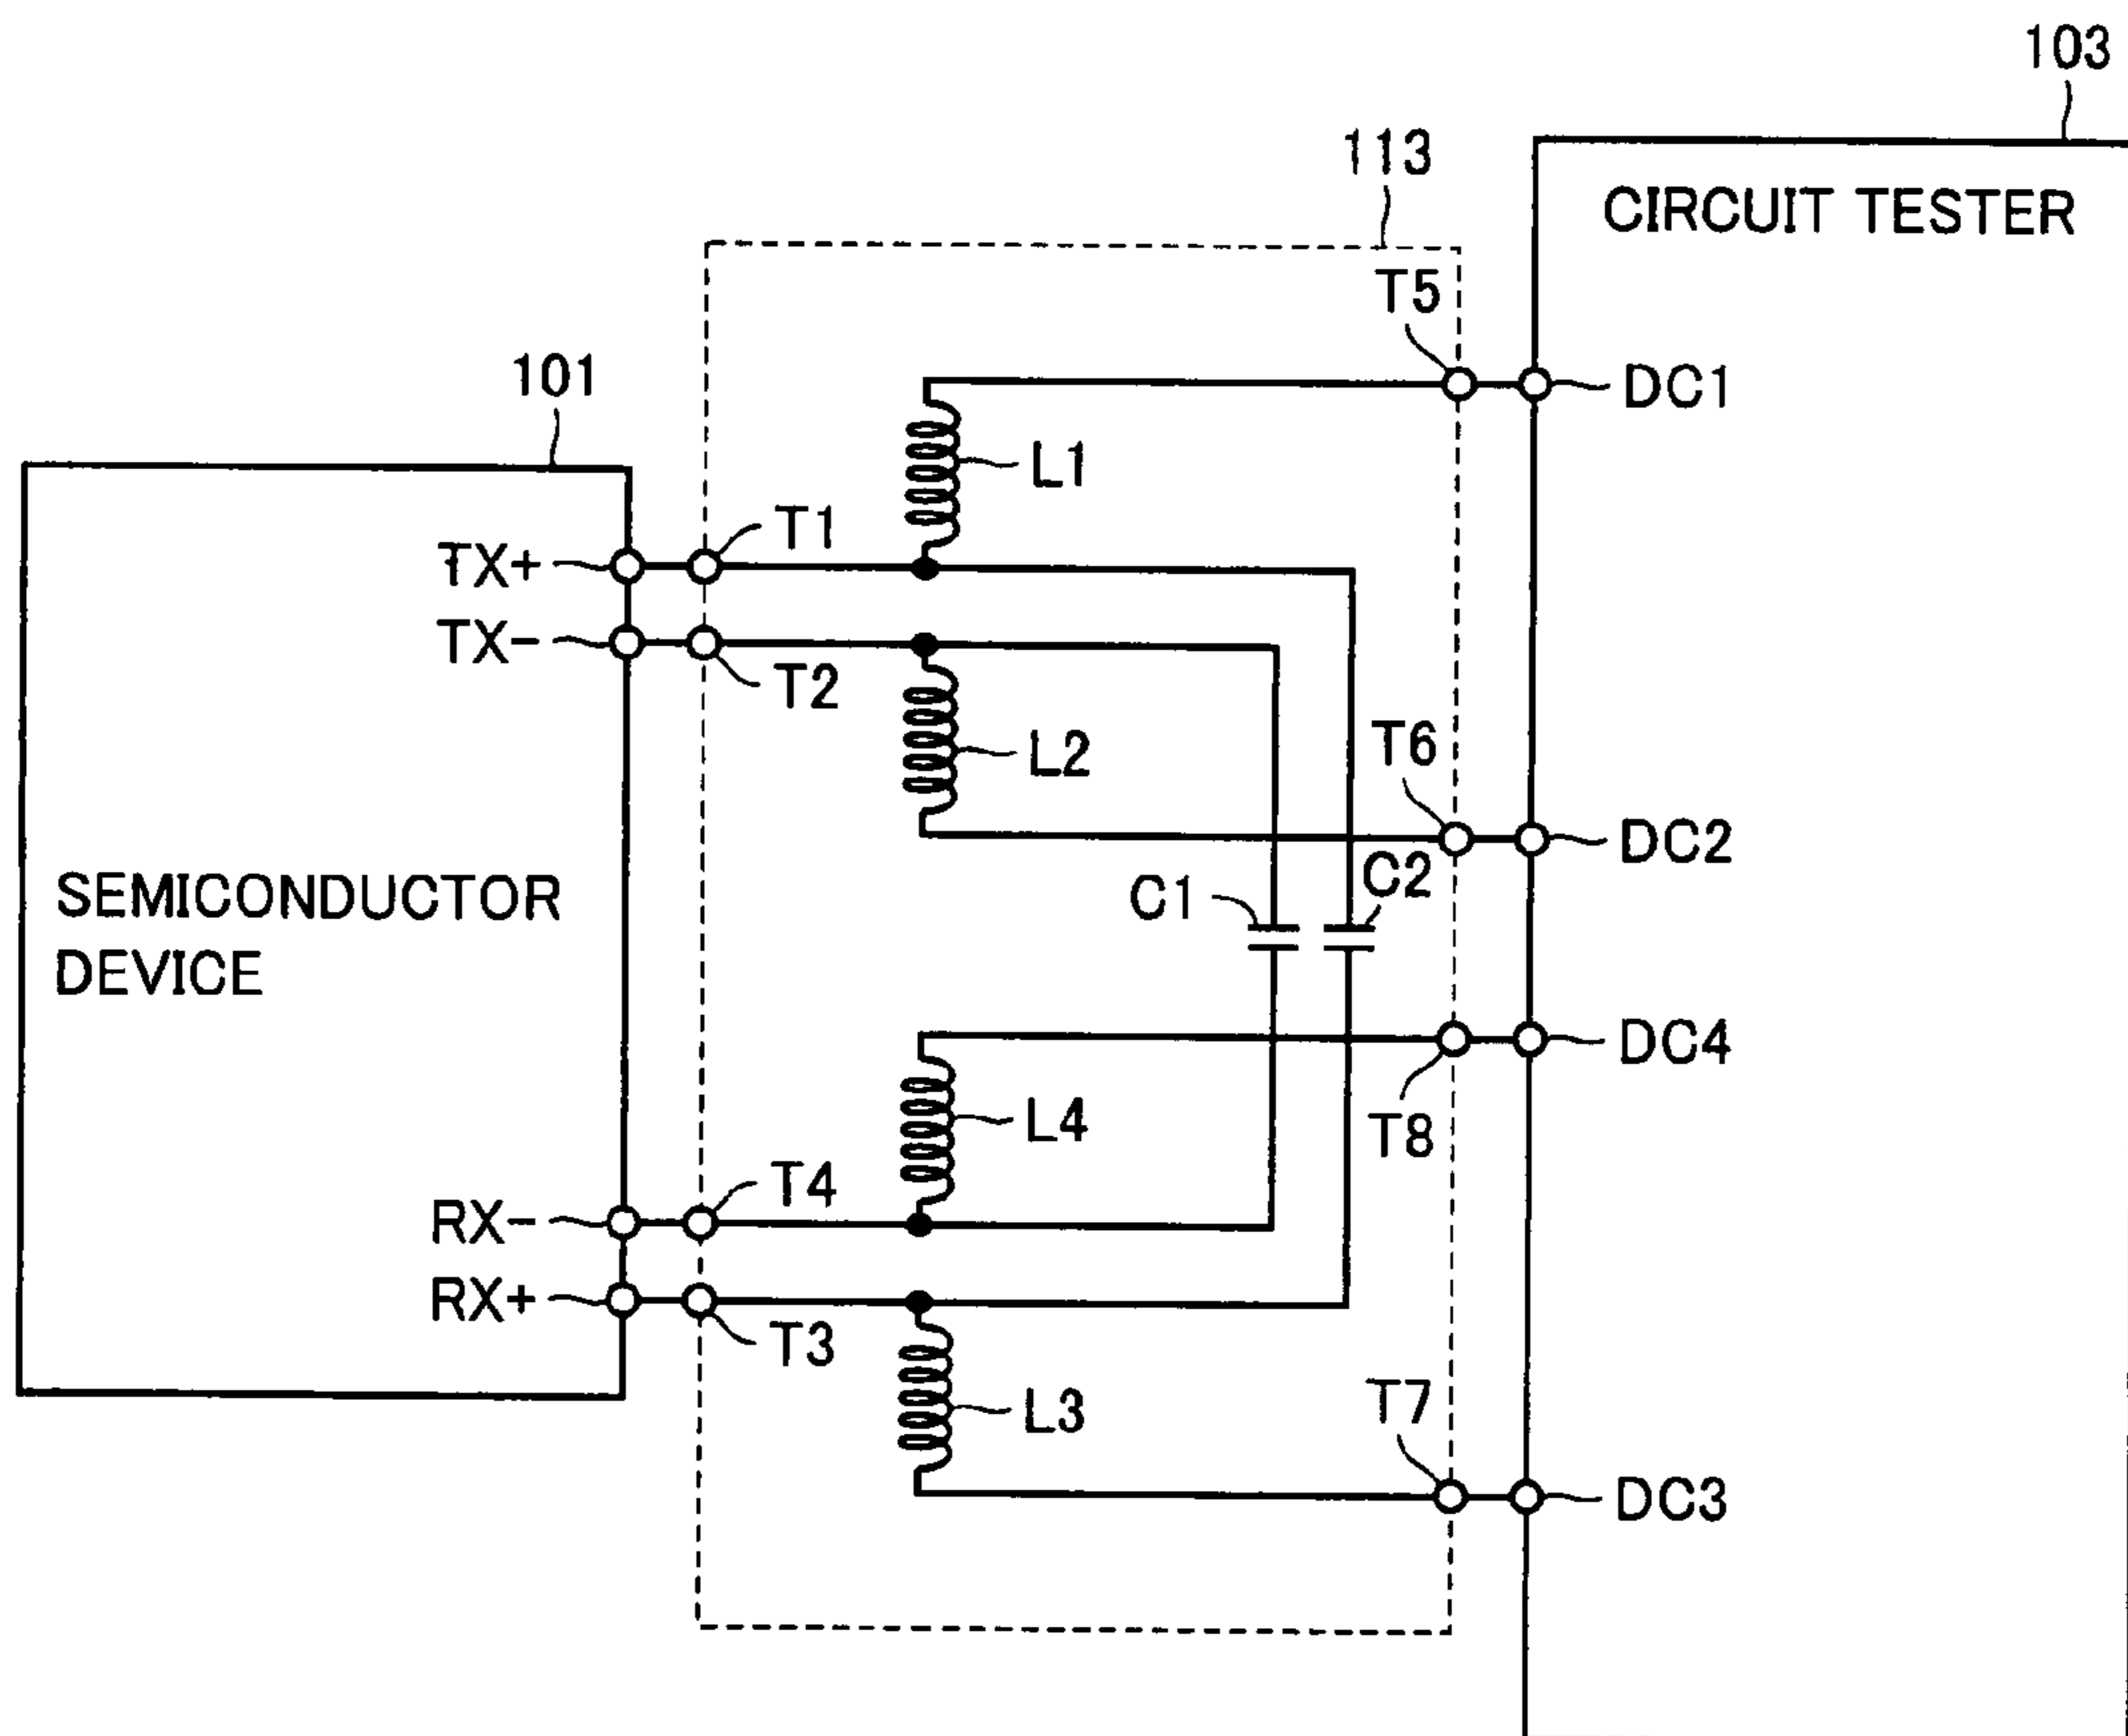 103
113
CIRCUIT TESTER
T5
101
DC1
L1
T1
TX+
TX-
T2
L2
T6
DC2
C1
C2
SEMICONDUCTOR
DEVICE
DC4
L4
T8
T4
RX-
RX+
T3
L3
T7
DC3